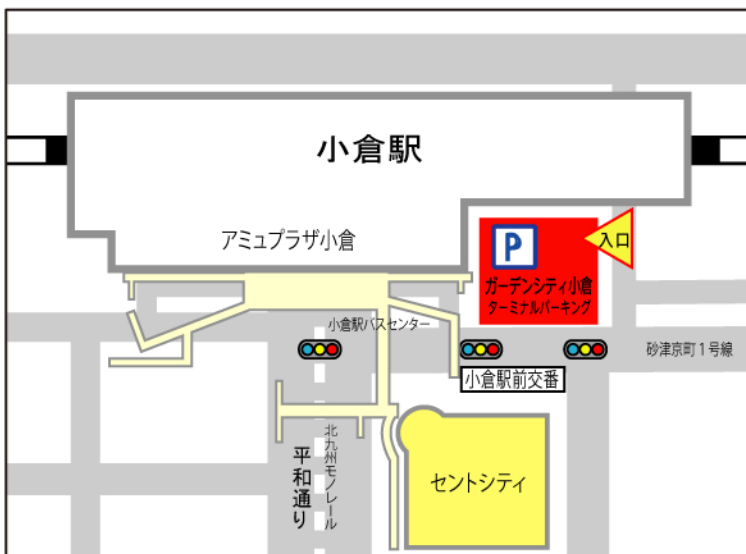 小倉駅
アミュプラザ小倉
P
入口
ガーデンシティ小倉
ターミナルパーキング
小倉駅バスセンター
砂津京町1号線
小倉駅前交番
北九州モノレール
平和通り
セントシティ